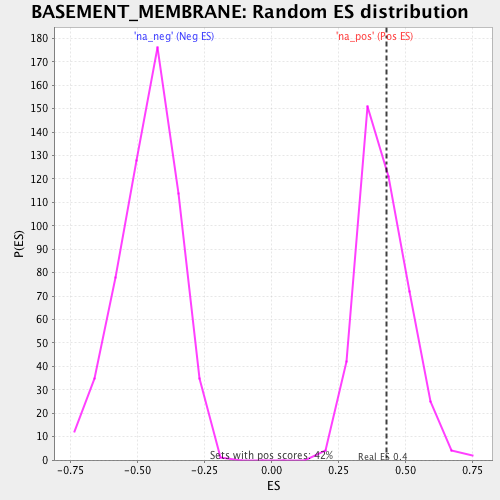 BASEMENT_MEMBRANE: Random ES distribution
'na_neg' (Neg ES)
'na_pos' (Pos ES)
180
170
160
150
140
130
120
110
100
90
80
70
60
50
40
30
20
10
0
P(ES)
Sets with pos scores: 42%
Real ES 0.4
-0.75 -0.50 -0.25 0.00 0.25 0.50 0.75
ES